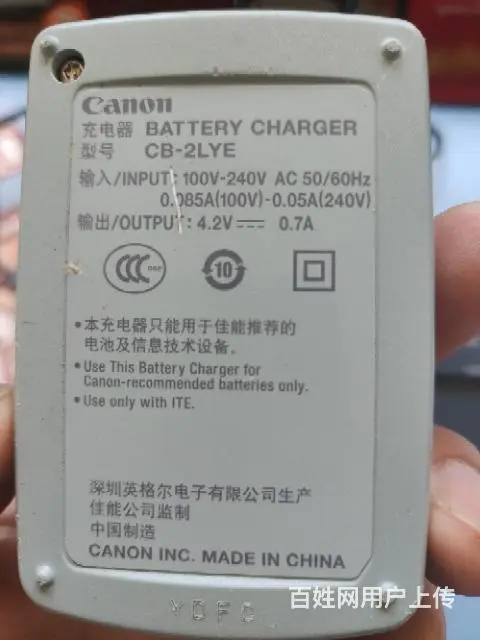 Canon
充电器 BATTERY CHARGER
型号 CB-2LYE
输入/INPUT: 100V-240V AC 50/60Hz
0.085A(100V)-0.05A(240V)
输出/OUTPUT: 4.2V⎓ 0.7A
CCC
10
•本充电器只能用于佳能推荐的
电池及信息技术设备。
•Use This Battery Charger for
Canon-recommended batteries only.
•Use only with ITE.
深圳英格尔电子有限公司生产
佳能公司监制
中国制造
CANON INC. MADE IN CHINA
百姓网用户上传